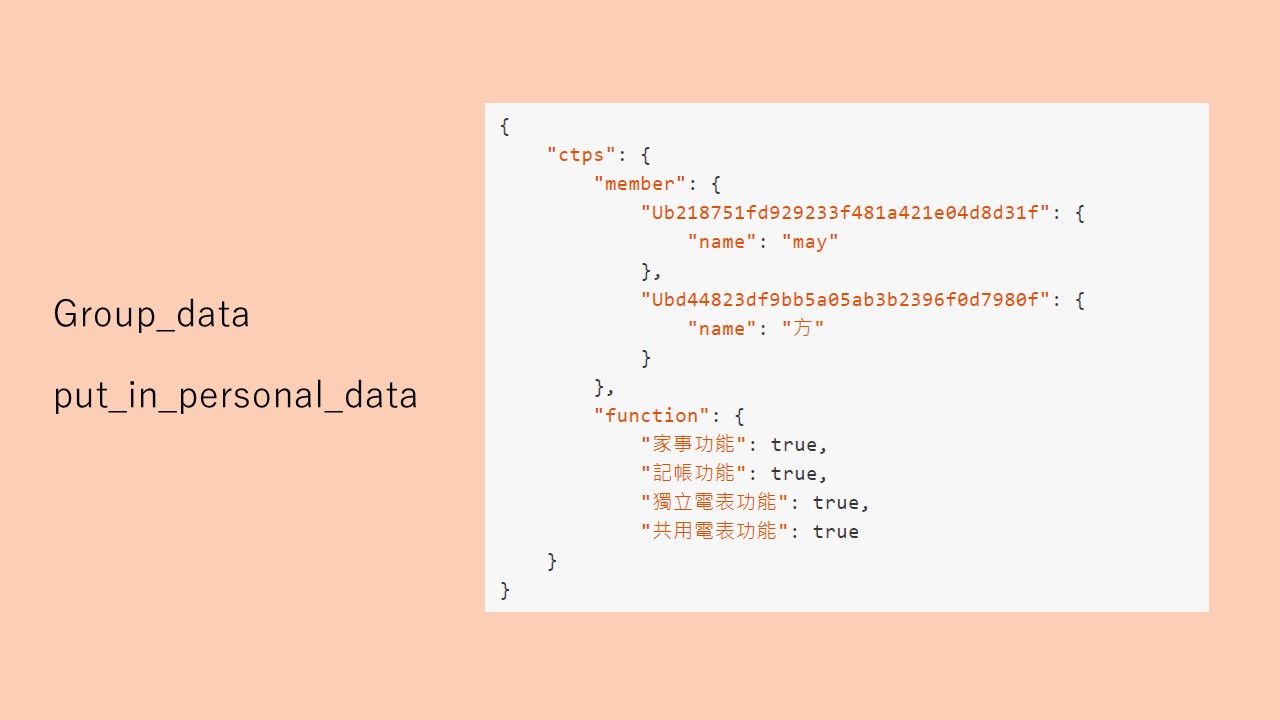 Group_data
put_in_personal_data
{
    "ctps": {
        "member": {
            "Ub218751fd929233f481a421e04d8d31f": {
                "name": "may"
            },
            "Ubd44823df9bb5a05ab3b2396f0d7980f": {
                "name": "方"
            }
        },
        "function": {
            "家事功能": true,
            "記帳功能": true,
            "獨立電表功能": true,
            "共用電表功能": true
    }
}